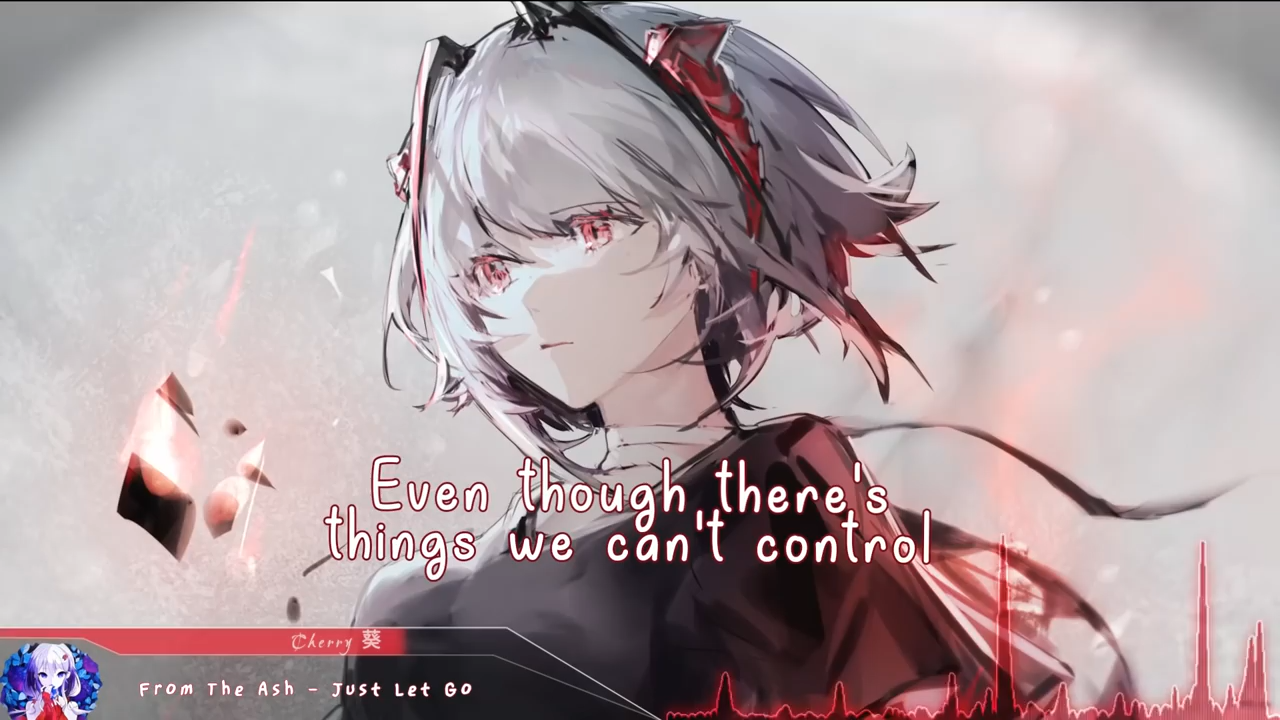 Even though there's
things we can't control
Cherry 葵
From The Ash - Just Let Go